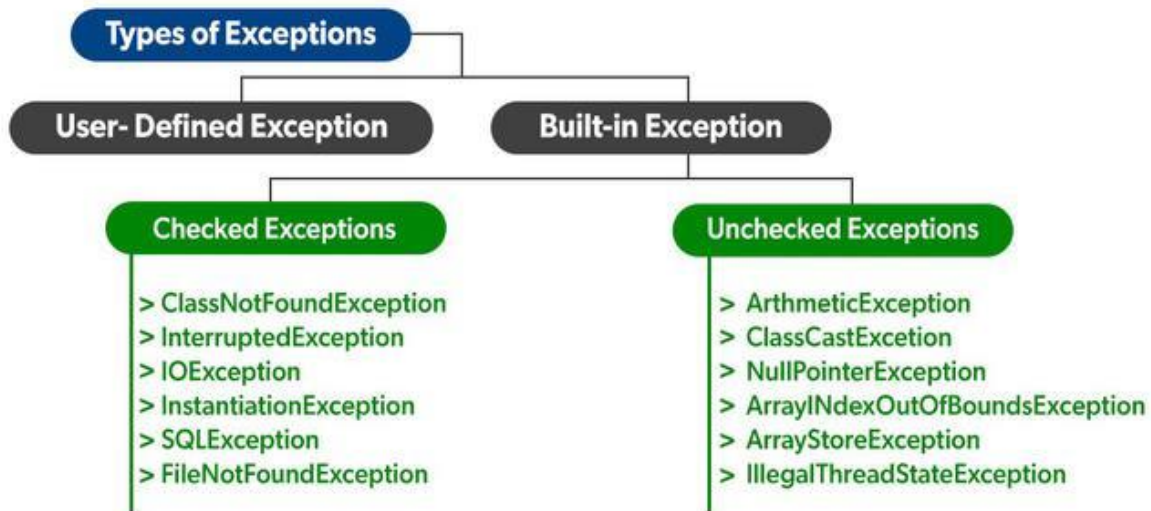 Types of Exceptions
User- Defined Exception
Built-in Exception
Checked Exceptions
> ClassNotFoundException
> InterruptedException
> IOException
> InstantiationException
> SQLException
> FileNotFoundException
Unchecked Exceptions
> ArthmeticException
> ClassCastExcetion
> NullPointerException
> ArrayINdexOutOfBoundsException
> ArrayStoreException
> IllegalThreadStateException